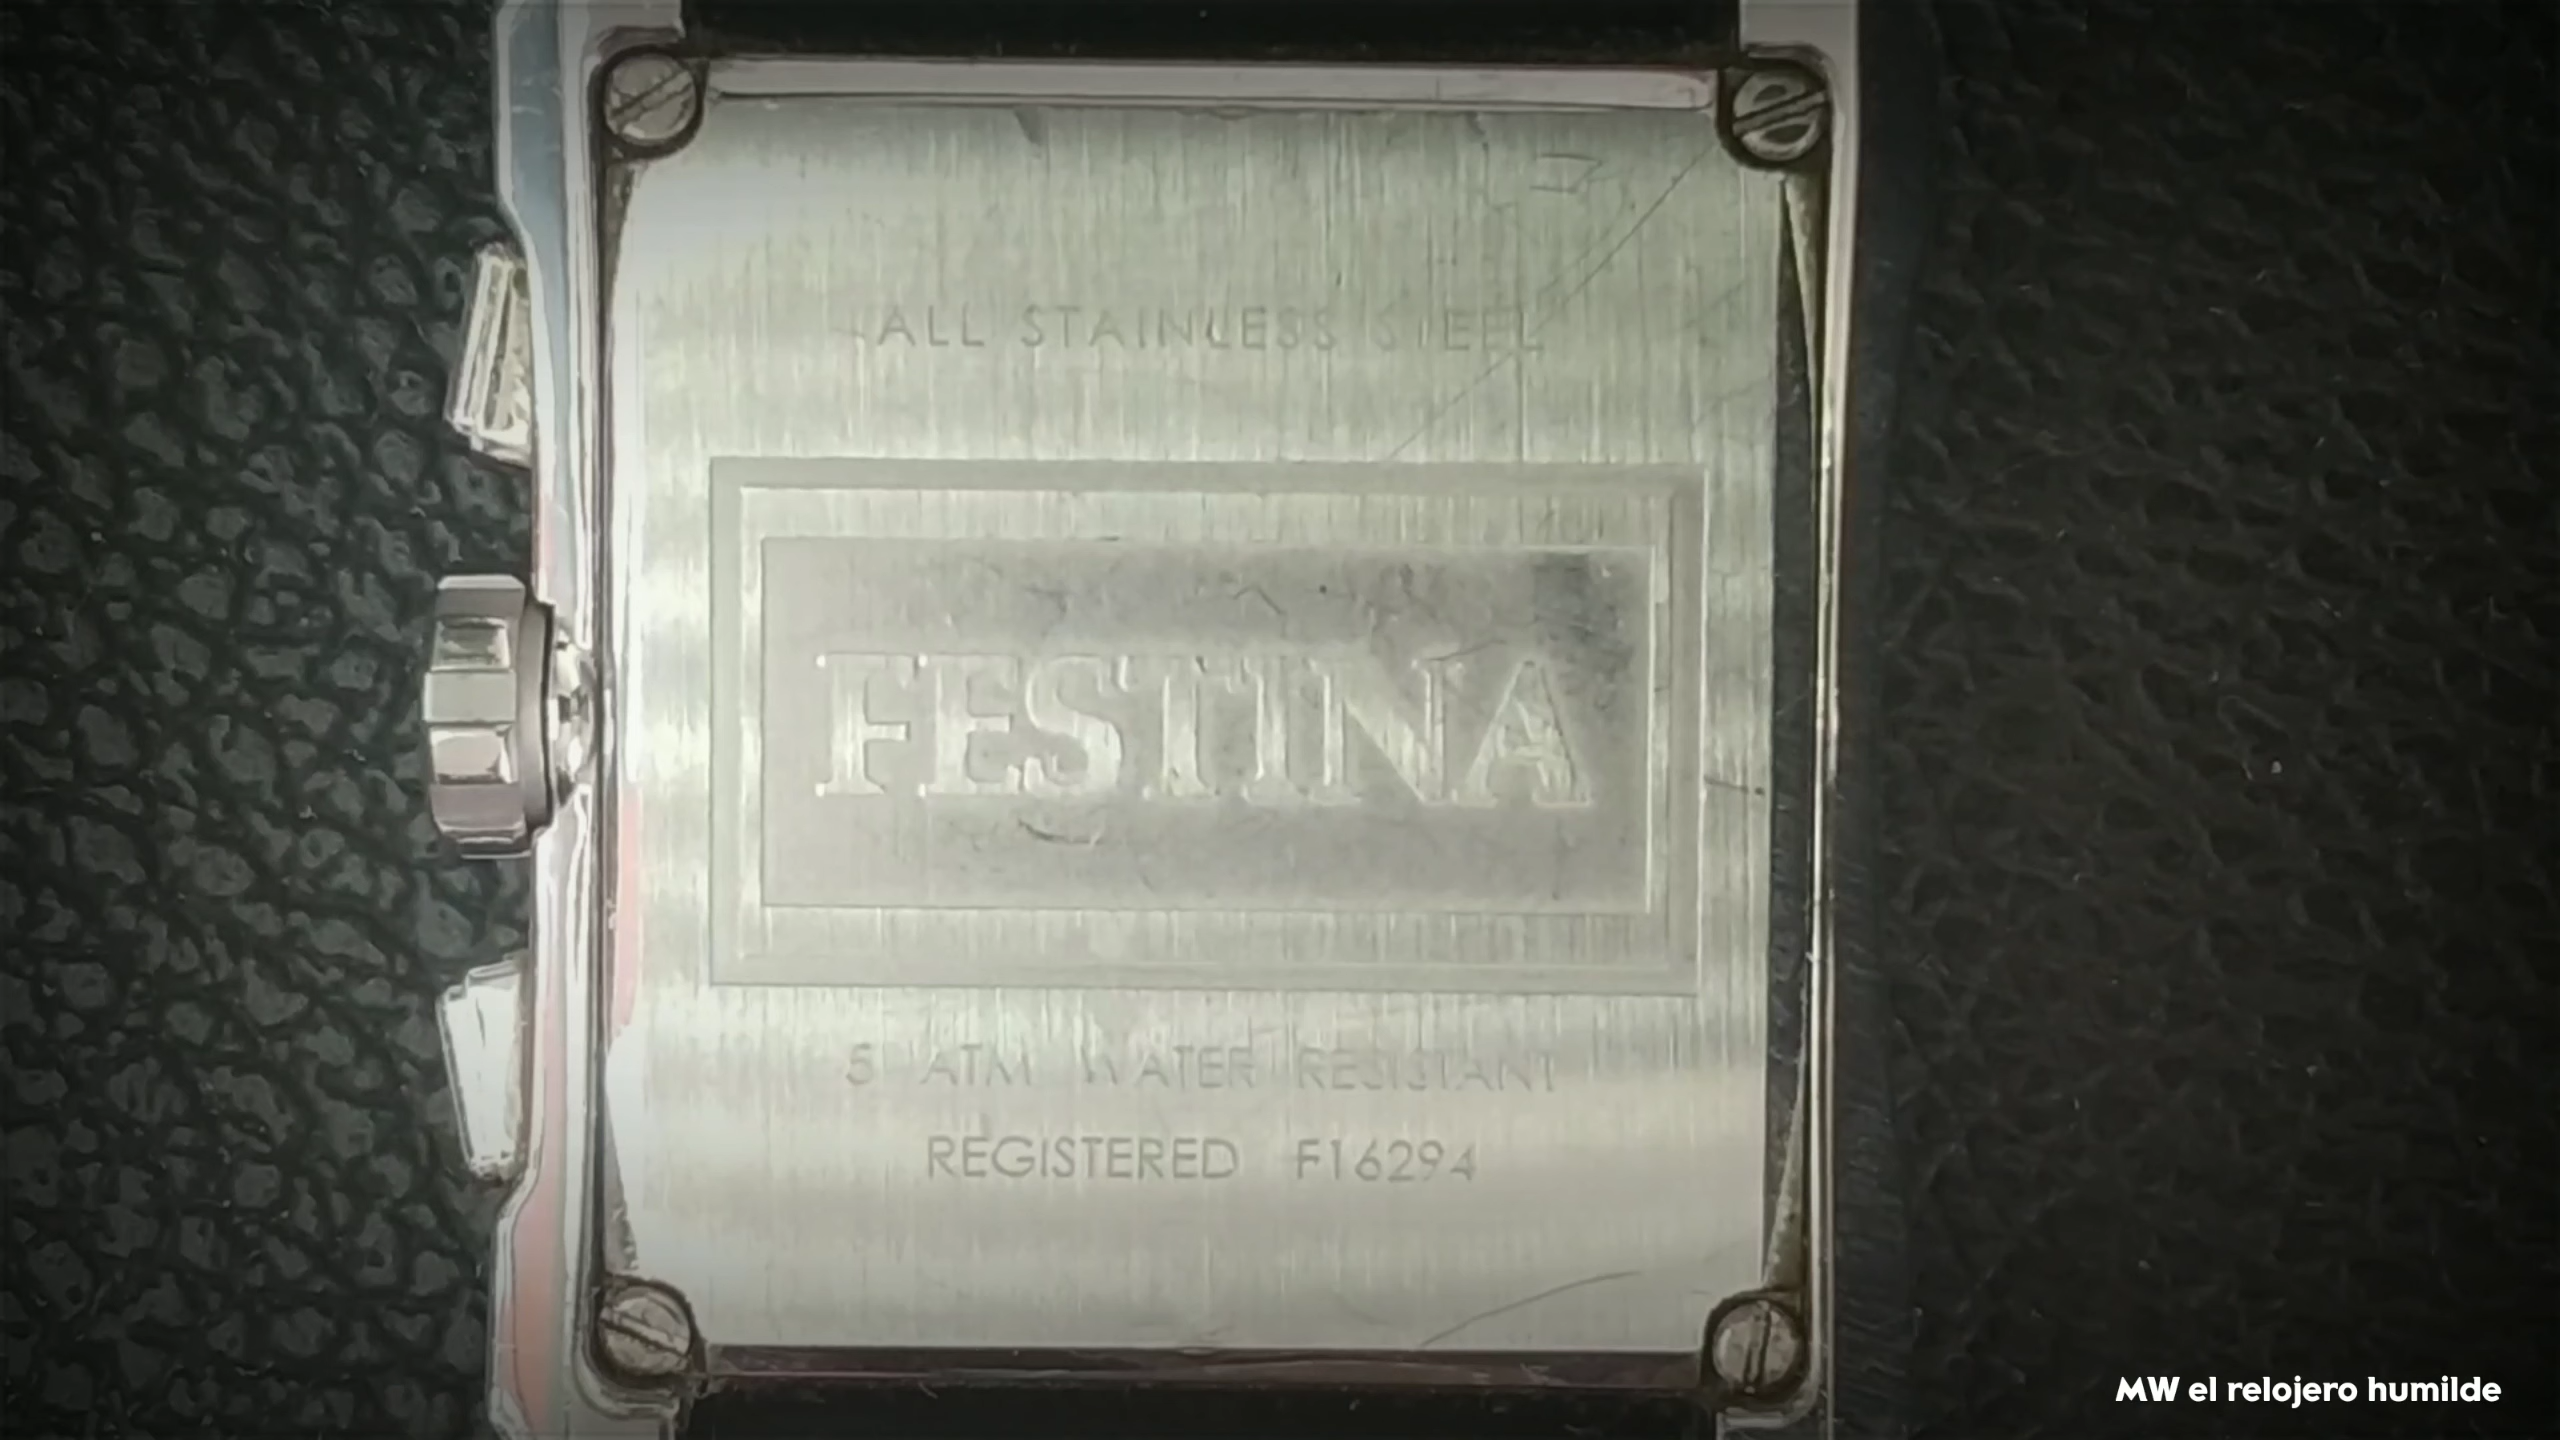 ALL STAINLESS STEEL
FESTINA
5 ATM WATER RESISTANT
REGISTERED F16294
MW el relojero humilde